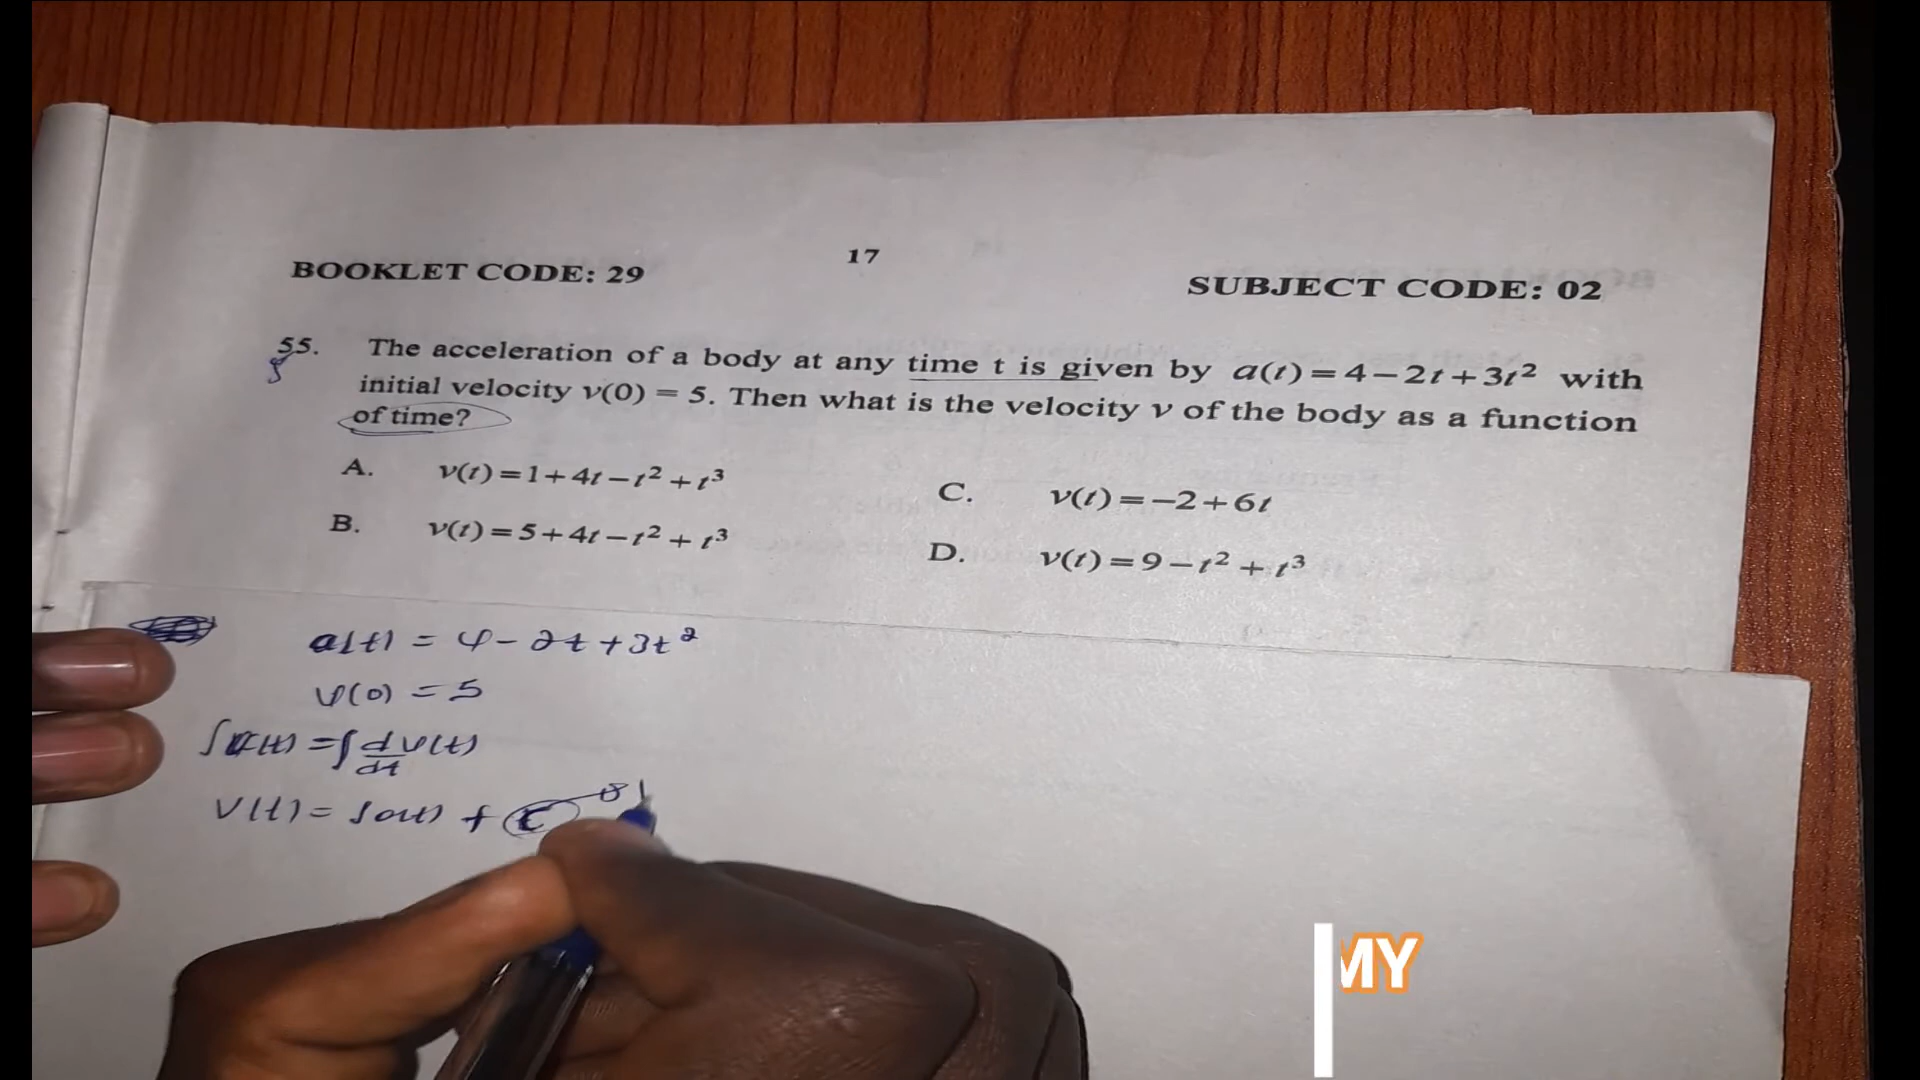 17
BOOKLET CODE: 29
SUBJECT CODE: 02
55. The acceleration of a body at any time t is given by a(t)=4−2t+3t² with
initial velocity v(0) = 5. Then what is the velocity v of the body as a function
of time?
A. v(t)=1+4t−t²+t³
C. v(t)=−2+6t
B. v(t)=5+4t−t²+t³
D. v(t)=9−t²+t³
a(t) = 4-2t+3t²
v(0) = 5
∫a(t) = ∫ d/dt v(t)
V(t) = ∫a(t) + C
MY